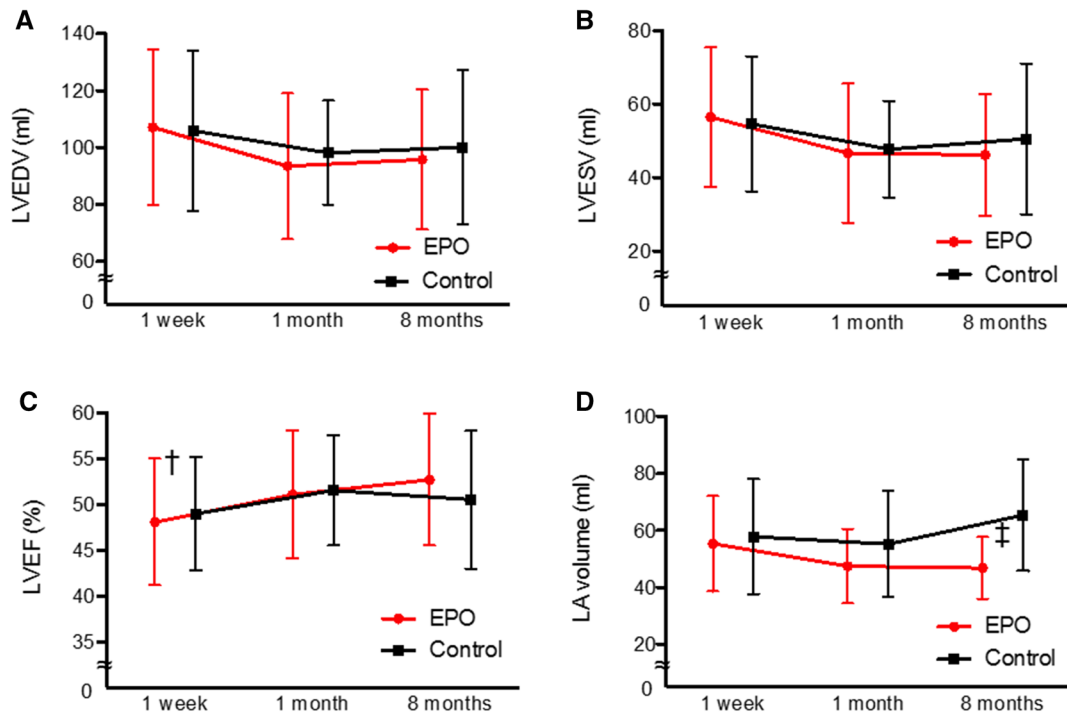 A
LVEDV (ml)
140
120
100
80
60
0
EPO
Control
1 week 1 month 8 months
B
LVESV (ml)
80
60
40
20
0
EPO
Control
1 week 1 month 8 months
C
LVEF (%)
60
55
50
45
40
35
0
†
EPO
Control
1 week 1 month 8 months
D
LA volume (ml)
100
80
60
40
20
0
‡
EPO
Control
1 week 1 month 8 months